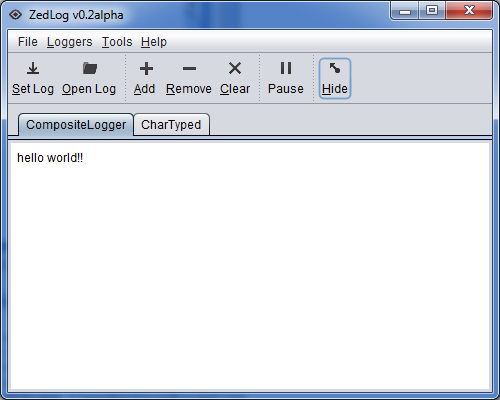 ZedLog v0.2alpha
File Loggers Tools Help
Set Log Open Log Add Remove Clear Pause Hide
CompositeLogger CharTyped
hello world!!